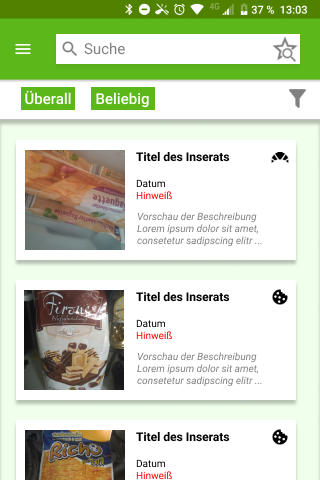 4G 37 % 13:03
Suche
Überall Beliebig
Titel des Inserats
Datum
Hinweiß
Vorschau der Beschreibung
Lorem ipsum dolor sit amet,
consetetur sadipscing elitr ...
Titel des Inserats
Datum
Hinweiß
Vorschau der Beschreibung
Lorem ipsum dolor sit amet,
consetetur sadipscing elitr ...
Titel des Inserats
Datum
Hinweiß